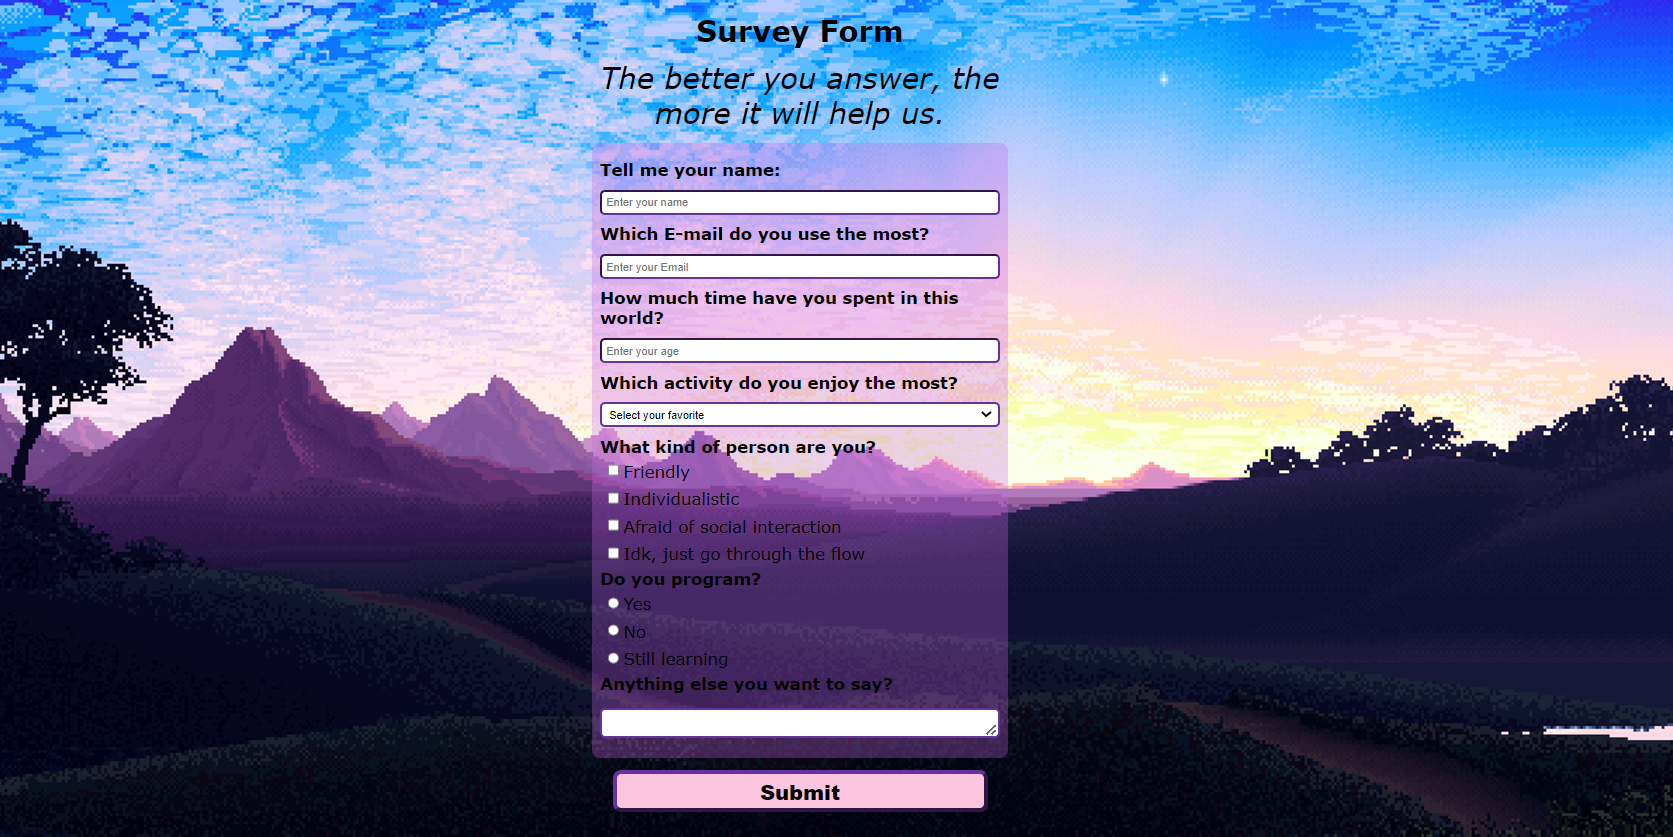 Survey Form
The better you answer, the
more it will help us.
Tell me your name:
Enter your name
Which E-mail do you use the most?
Enter your Email
How much time have you spent in this
world?
Enter your age
Which activity do you enjoy the most?
Select your favorite
What kind of person are you?
Friendly
Individualistic
Afraid of social interaction
Idk, just go through the flow
Do you program?
Yes
No
Still learning
Anything else you want to say?
Submit